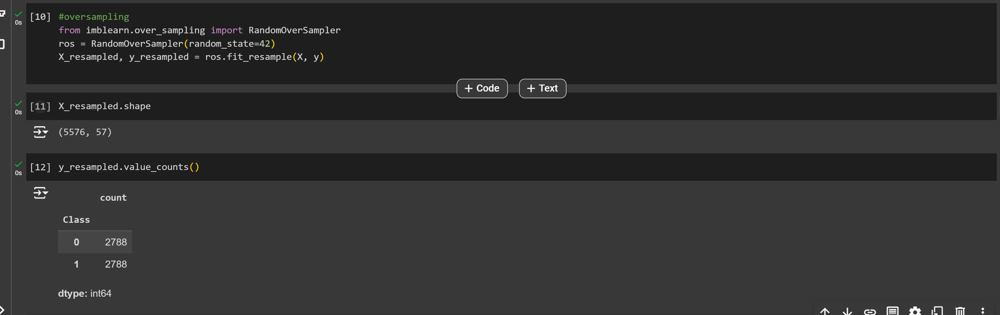 [10] #oversampling
0s
from imblearn.over_sampling import RandomOverSampler
ros = RandomOverSampler(random_state=42)
X_resampled, y_resampled = ros.fit_resample(X, y)
+ Code + Text
[11] X_resampled.shape
0s
(5576, 57)
[12] y_resampled.value_counts()
0s
count
Class
0 2788
1 2788
dtype: int64